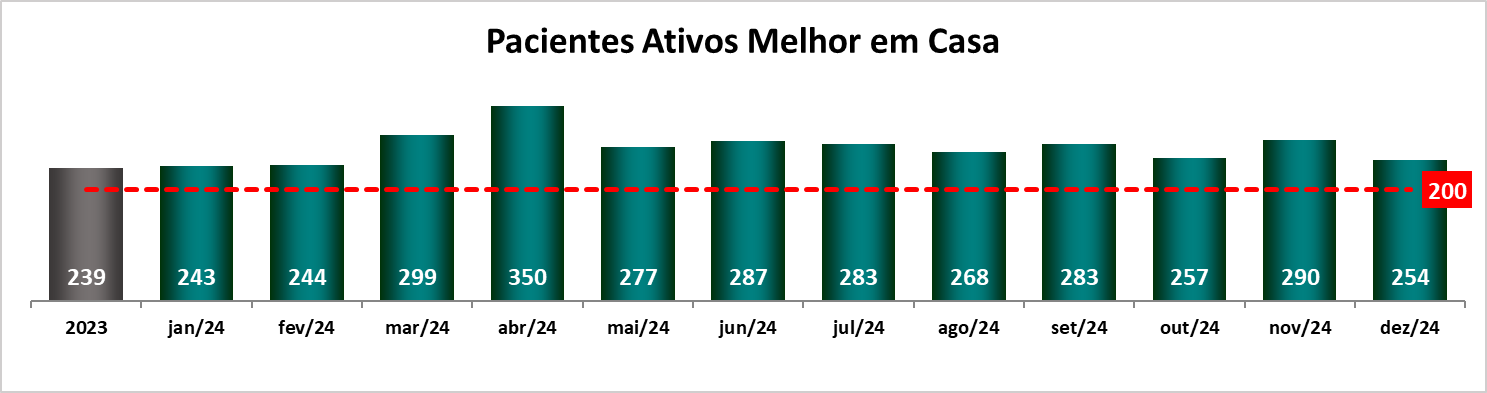 Pacientes Ativos Melhor em Casa
200
239 243 244 299 350 277 287 283 268 283 257 290 254
2023 jan/24 fev/24 mar/24 abr/24 mai/24 jun/24 jul/24 ago/24 set/24 out/24 nov/24 dez/24